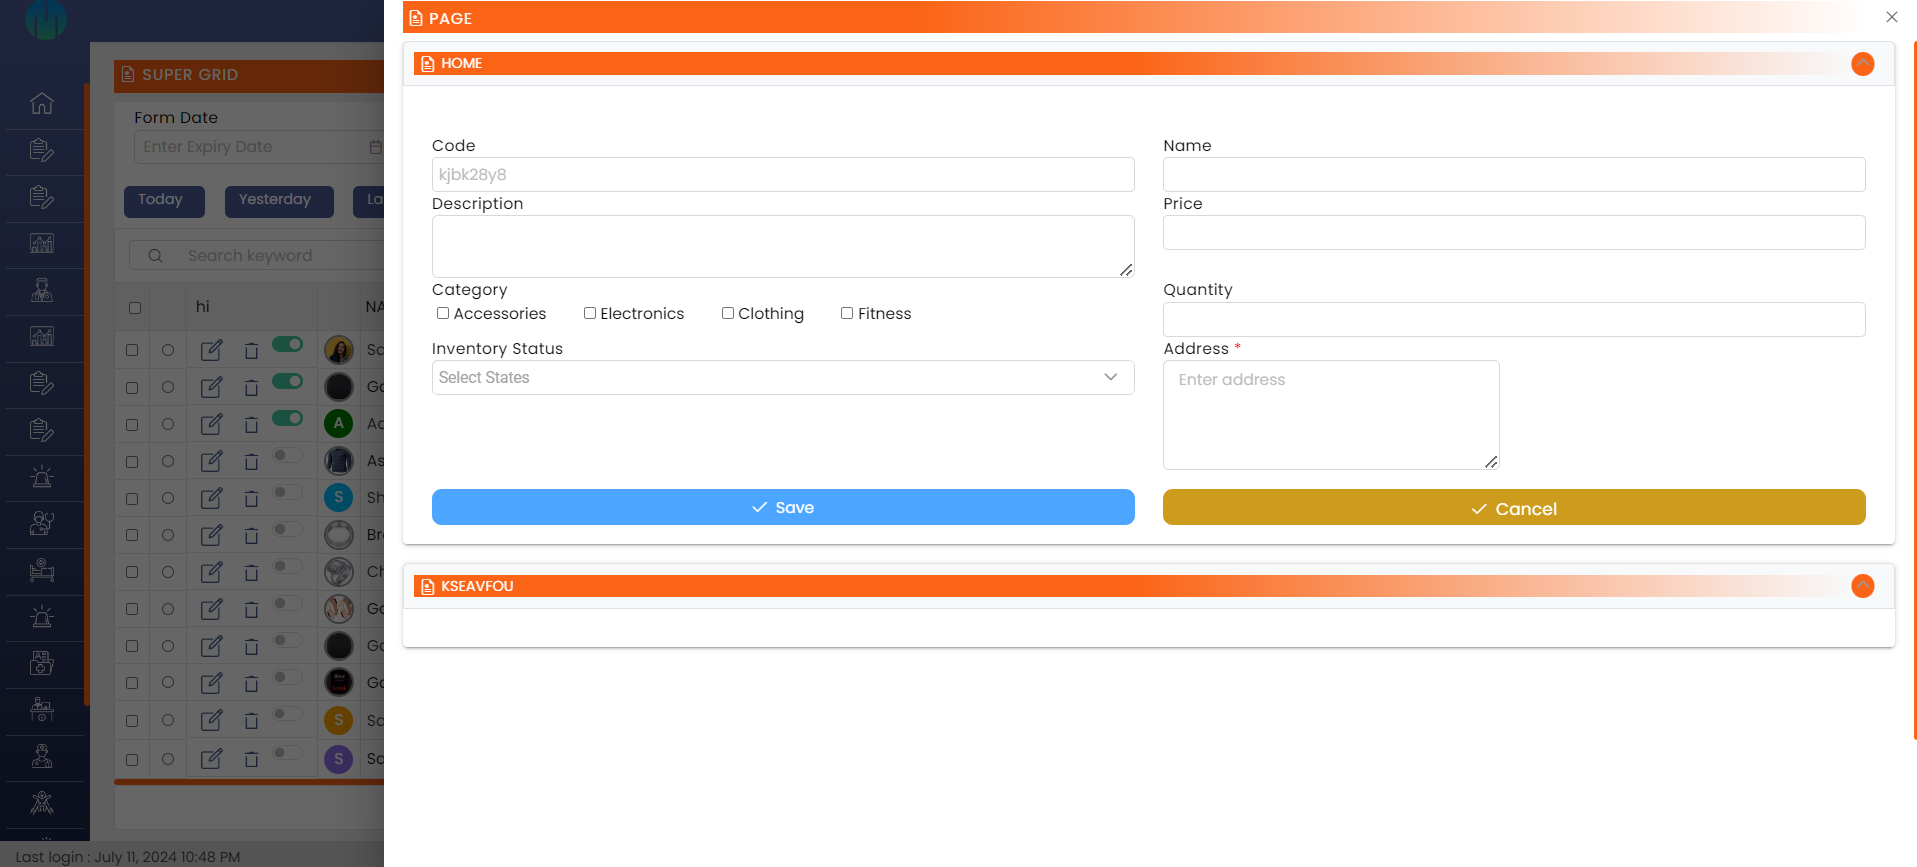 SUPER GRID
Form Date
Enter Expiry Date
Today
Yesterday
Search keyword
hi
A
S
S
S
Last login : July 11, 2024 10:48 PM
PAGE
HOME
Code
kjbk28y8
Name
Description
Price
Category
Accessories
Electronics
Clothing
Fitness
Quantity
Inventory Status
Select States
Address *
Enter address
Save
Cancel
KSEAVFOU